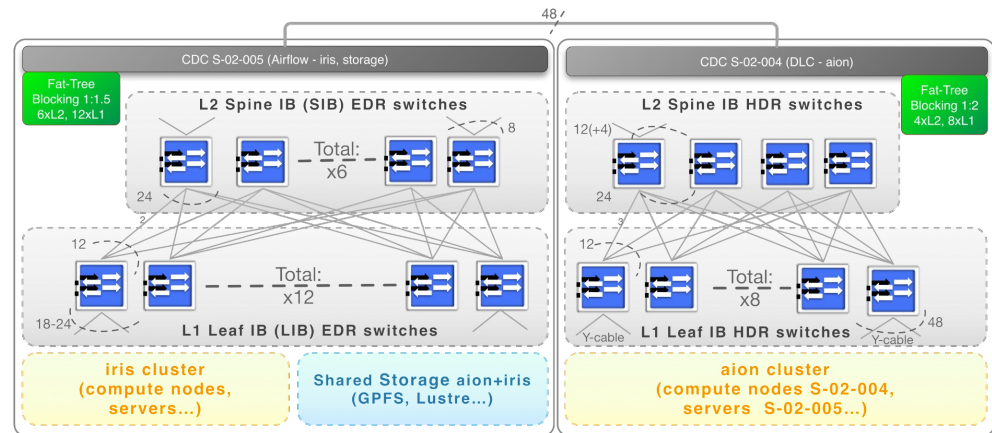 48
CDC S-02-005 (Airflow - iris, storage)
Fat-Tree
Blocking 1:1.5
6xL2, 12xL1
L2 Spine IB (SIB) EDR switches
8
Total:
x6
24
2
12
Total:
x12
18-24
L1 Leaf IB (LIB) EDR switches
iris cluster
(compute nodes,
servers...)
Shared Storage aion+iris
(GPFS, Lustre...)
CDC S-02-004 (DLC - aion)
Fat-Tree
Blocking 1:2
4xL2, 8xL1
L2 Spine IB HDR switches
12(+4)
24
3
12
Total:
x8
48
L1 Leaf IB HDR switches
Y-cable
Y-cable
aion cluster
(compute nodes S-02-004,
servers S-02-005...)